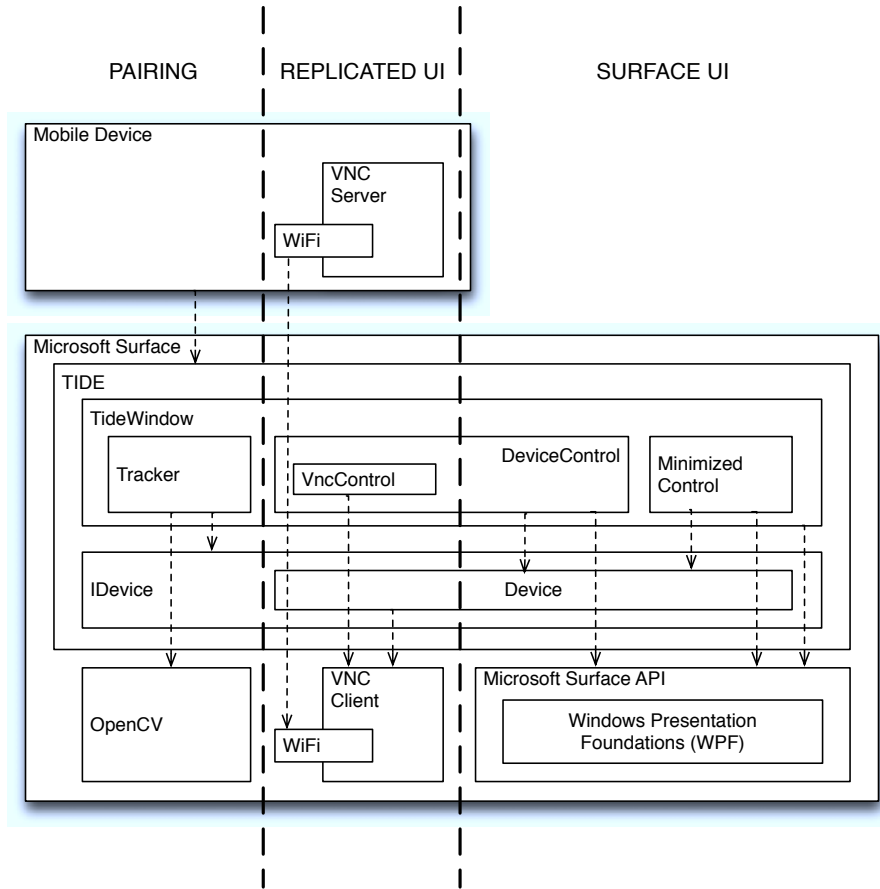 PAIRING
REPLICATED UI
SURFACE UI
Mobile Device
VNC
Server
WiFi
Microsoft Surface
TIDE
TideWindow
Tracker
DeviceControl
VncControl
Minimized
Control
IDevice
Device
OpenCV
VNC
Client
WiFi
Microsoft Surface API
Windows Presentation
Foundations (WPF)